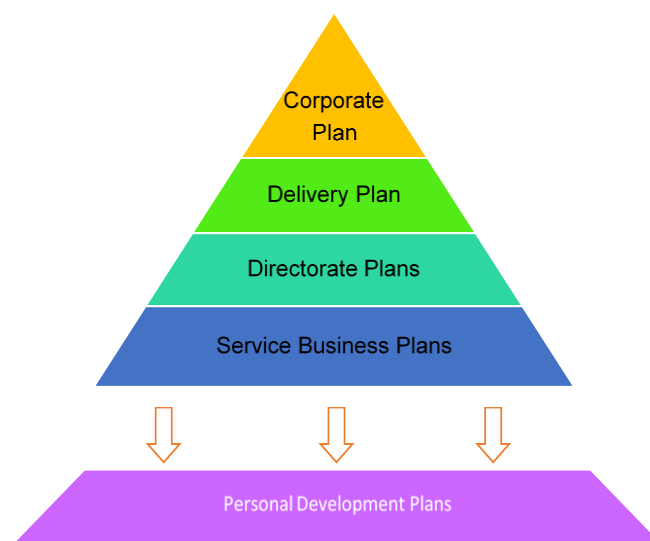 Corporate
Plan
Delivery Plan
Directorate Plans
Service Business Plans
Personal Development Plans